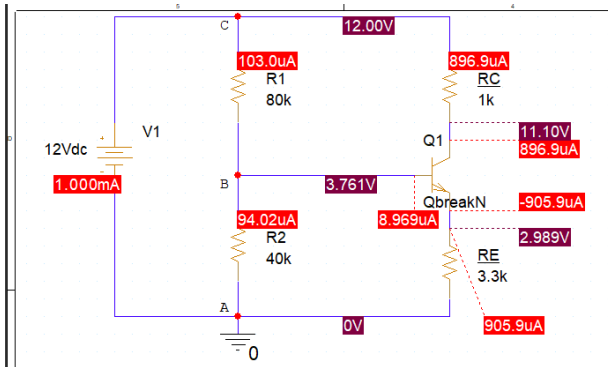 5
4
C
12.00V
103.0uA
896.9uA
R1
RC
80k
1k
V1
11.10V
12Vdc
Q1
896.9uA
1.000mA
B
3.761V
QbreakN
-905.9uA
94.02uA
8.969uA
2.989V
R2
40k
RE
3.3k
A
0V
905.9uA
0